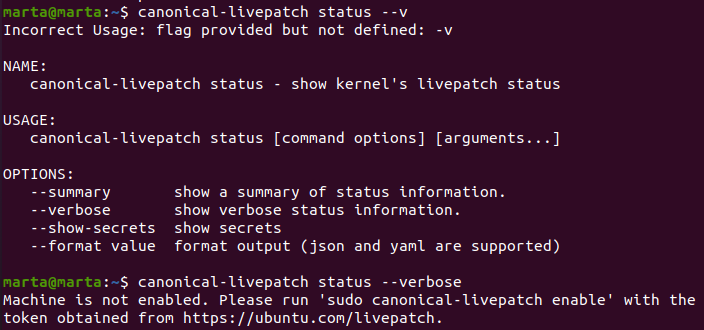 marta@marta:~$ canonical-livepatch status --v
Incorrect Usage: flag provided but not defined: -v
NAME:
canonical-livepatch status - show kernel's livepatch status
USAGE:
canonical-livepatch status [command options] [arguments...]
OPTIONS:
--summary show a summary of status information.
--verbose show verbose status information.
--show-secrets show secrets
--format value format output (json and yaml are supported)
marta@marta:~$ canonical-livepatch status --verbose
Machine is not enabled. Please run 'sudo canonical-livepatch enable' with the
token obtained from https://ubuntu.com/livepatch.